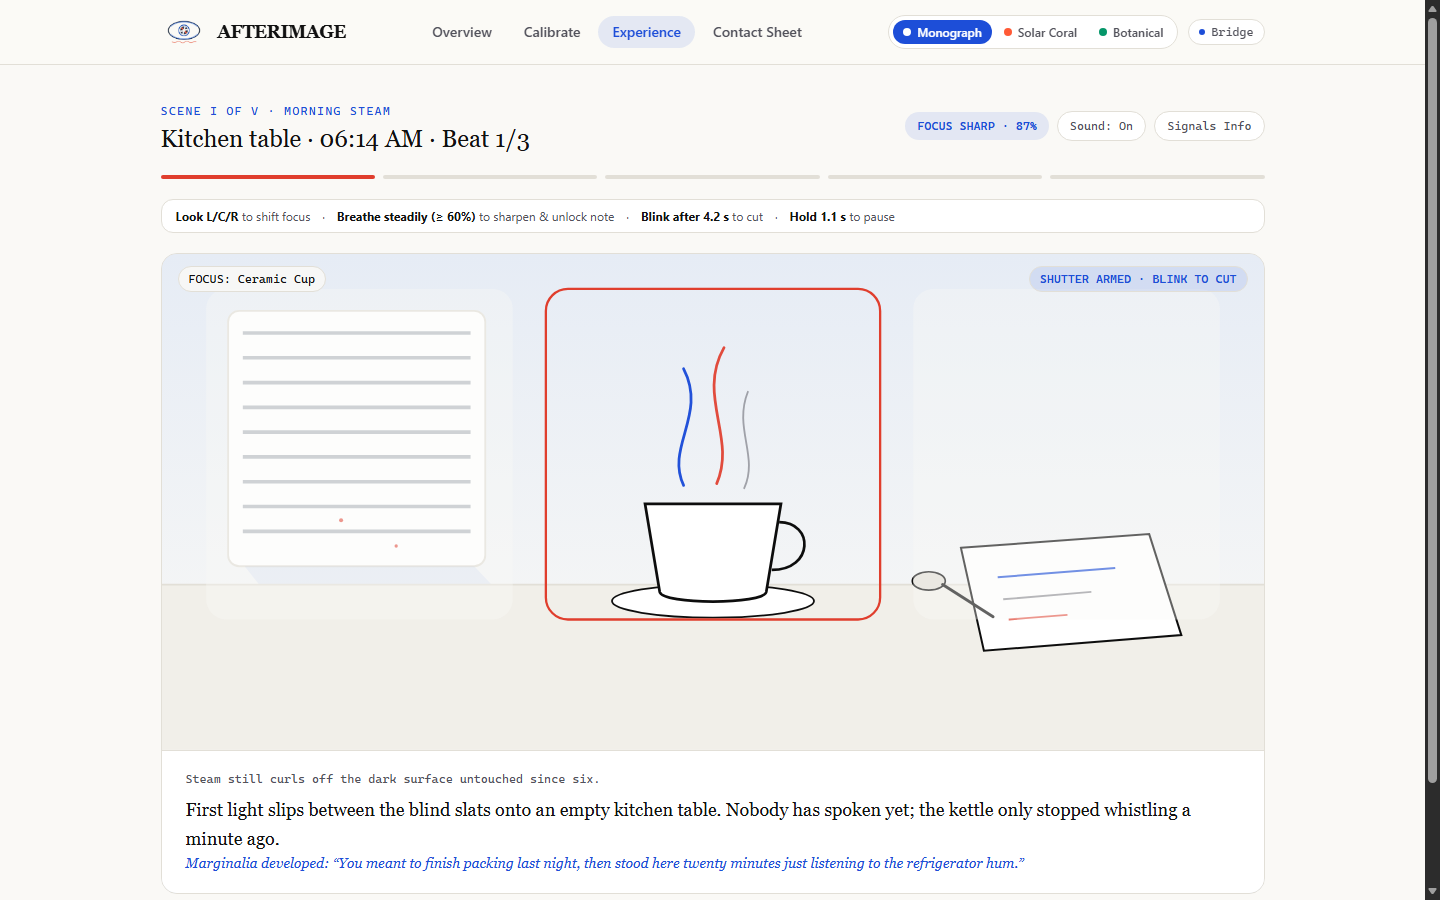 AFTERIMAGE
Overview
Calibrate
Experience
Contact Sheet
Monograph
Solar Coral
Botanical
Bridge
SCENE I OF V · MORNING STEAM
Kitchen table · 06:14 AM · Beat 1/3
FOCUS SHARP · 87%
Sound: On
Signals Info
Look L/C/R to shift focus · Breathe steadily (≥ 60%) to sharpen & unlock note · Blink after 4.2 s to cut · Hold 1.1 s to pause
FOCUS: Ceramic Cup
SHUTTER ARMED · BLINK TO CUT
Steam still curls off the dark surface untouched since six.
First light slips between the blind slats onto an empty kitchen table. Nobody has spoken yet; the kettle only stopped whistling a
minute ago.
Marginalia developed: “You meant to finish packing last night, then stood here twenty minutes just listening to the refrigerator hum.”